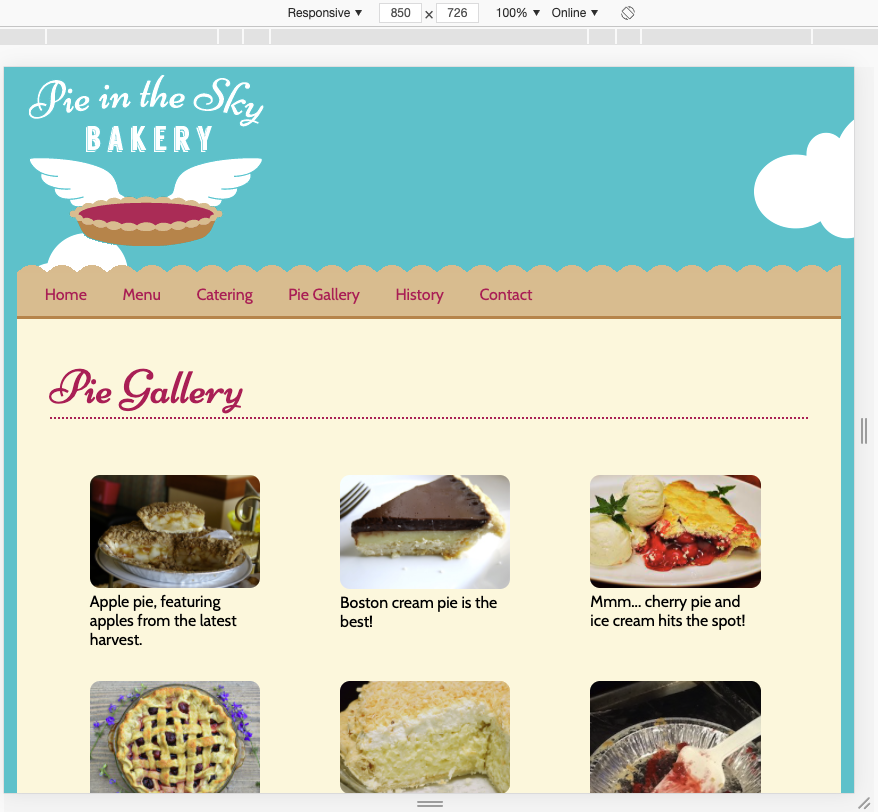 Responsive ▼ 850 × 726 100% ▼ Online ▼
Pie in the Sky
BAKERY
Home Menu Catering Pie Gallery History Contact
Pie Gallery
Apple pie, featuring
apples from the latest
harvest.
Boston cream pie is the
best!
Mmm... cherry pie and
ice cream hits the spot!